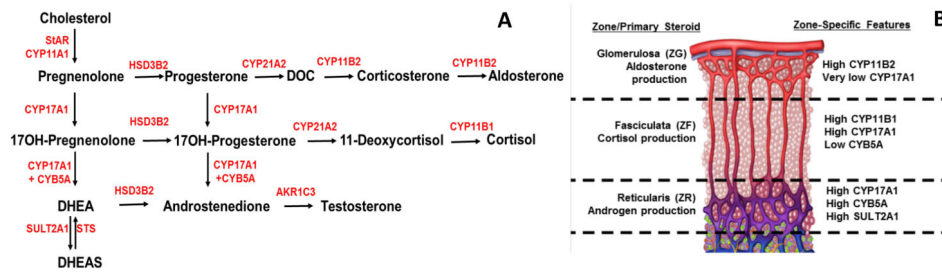 A
Cholesterol
StAR
CYP11A1
Pregnenolone
HSD3B2
Progesterone
CYP21A2
DOC
CYP11B2
Corticosterone
CYP11B2
Aldosterone
CYP17A1
CYP17A1
17OH-Pregnenolone
HSD3B2
17OH-Progesterone
CYP21A2
11-Deoxycortisol
CYP11B1
Cortisol
CYP17A1
+ CYB5A
CYP17A1
+CYB5A
DHEA
HSD3B2
Androstenedione
AKR1C3
Testosterone
SULT2A1
STS
DHEAS
B
Zone/Primary Steroid
Zone-Specific Features
Glomerulosa (ZG)
Aldosterone
production
High CYP11B2
Very low CYP17A1
Fasciculata (ZF)
Cortisol production
High CYP11B1
High CYP17A1
Low CYB5A
Reticularis (ZR)
Androgen production
High CYP17A1
High CYB5A
High SULT2A1